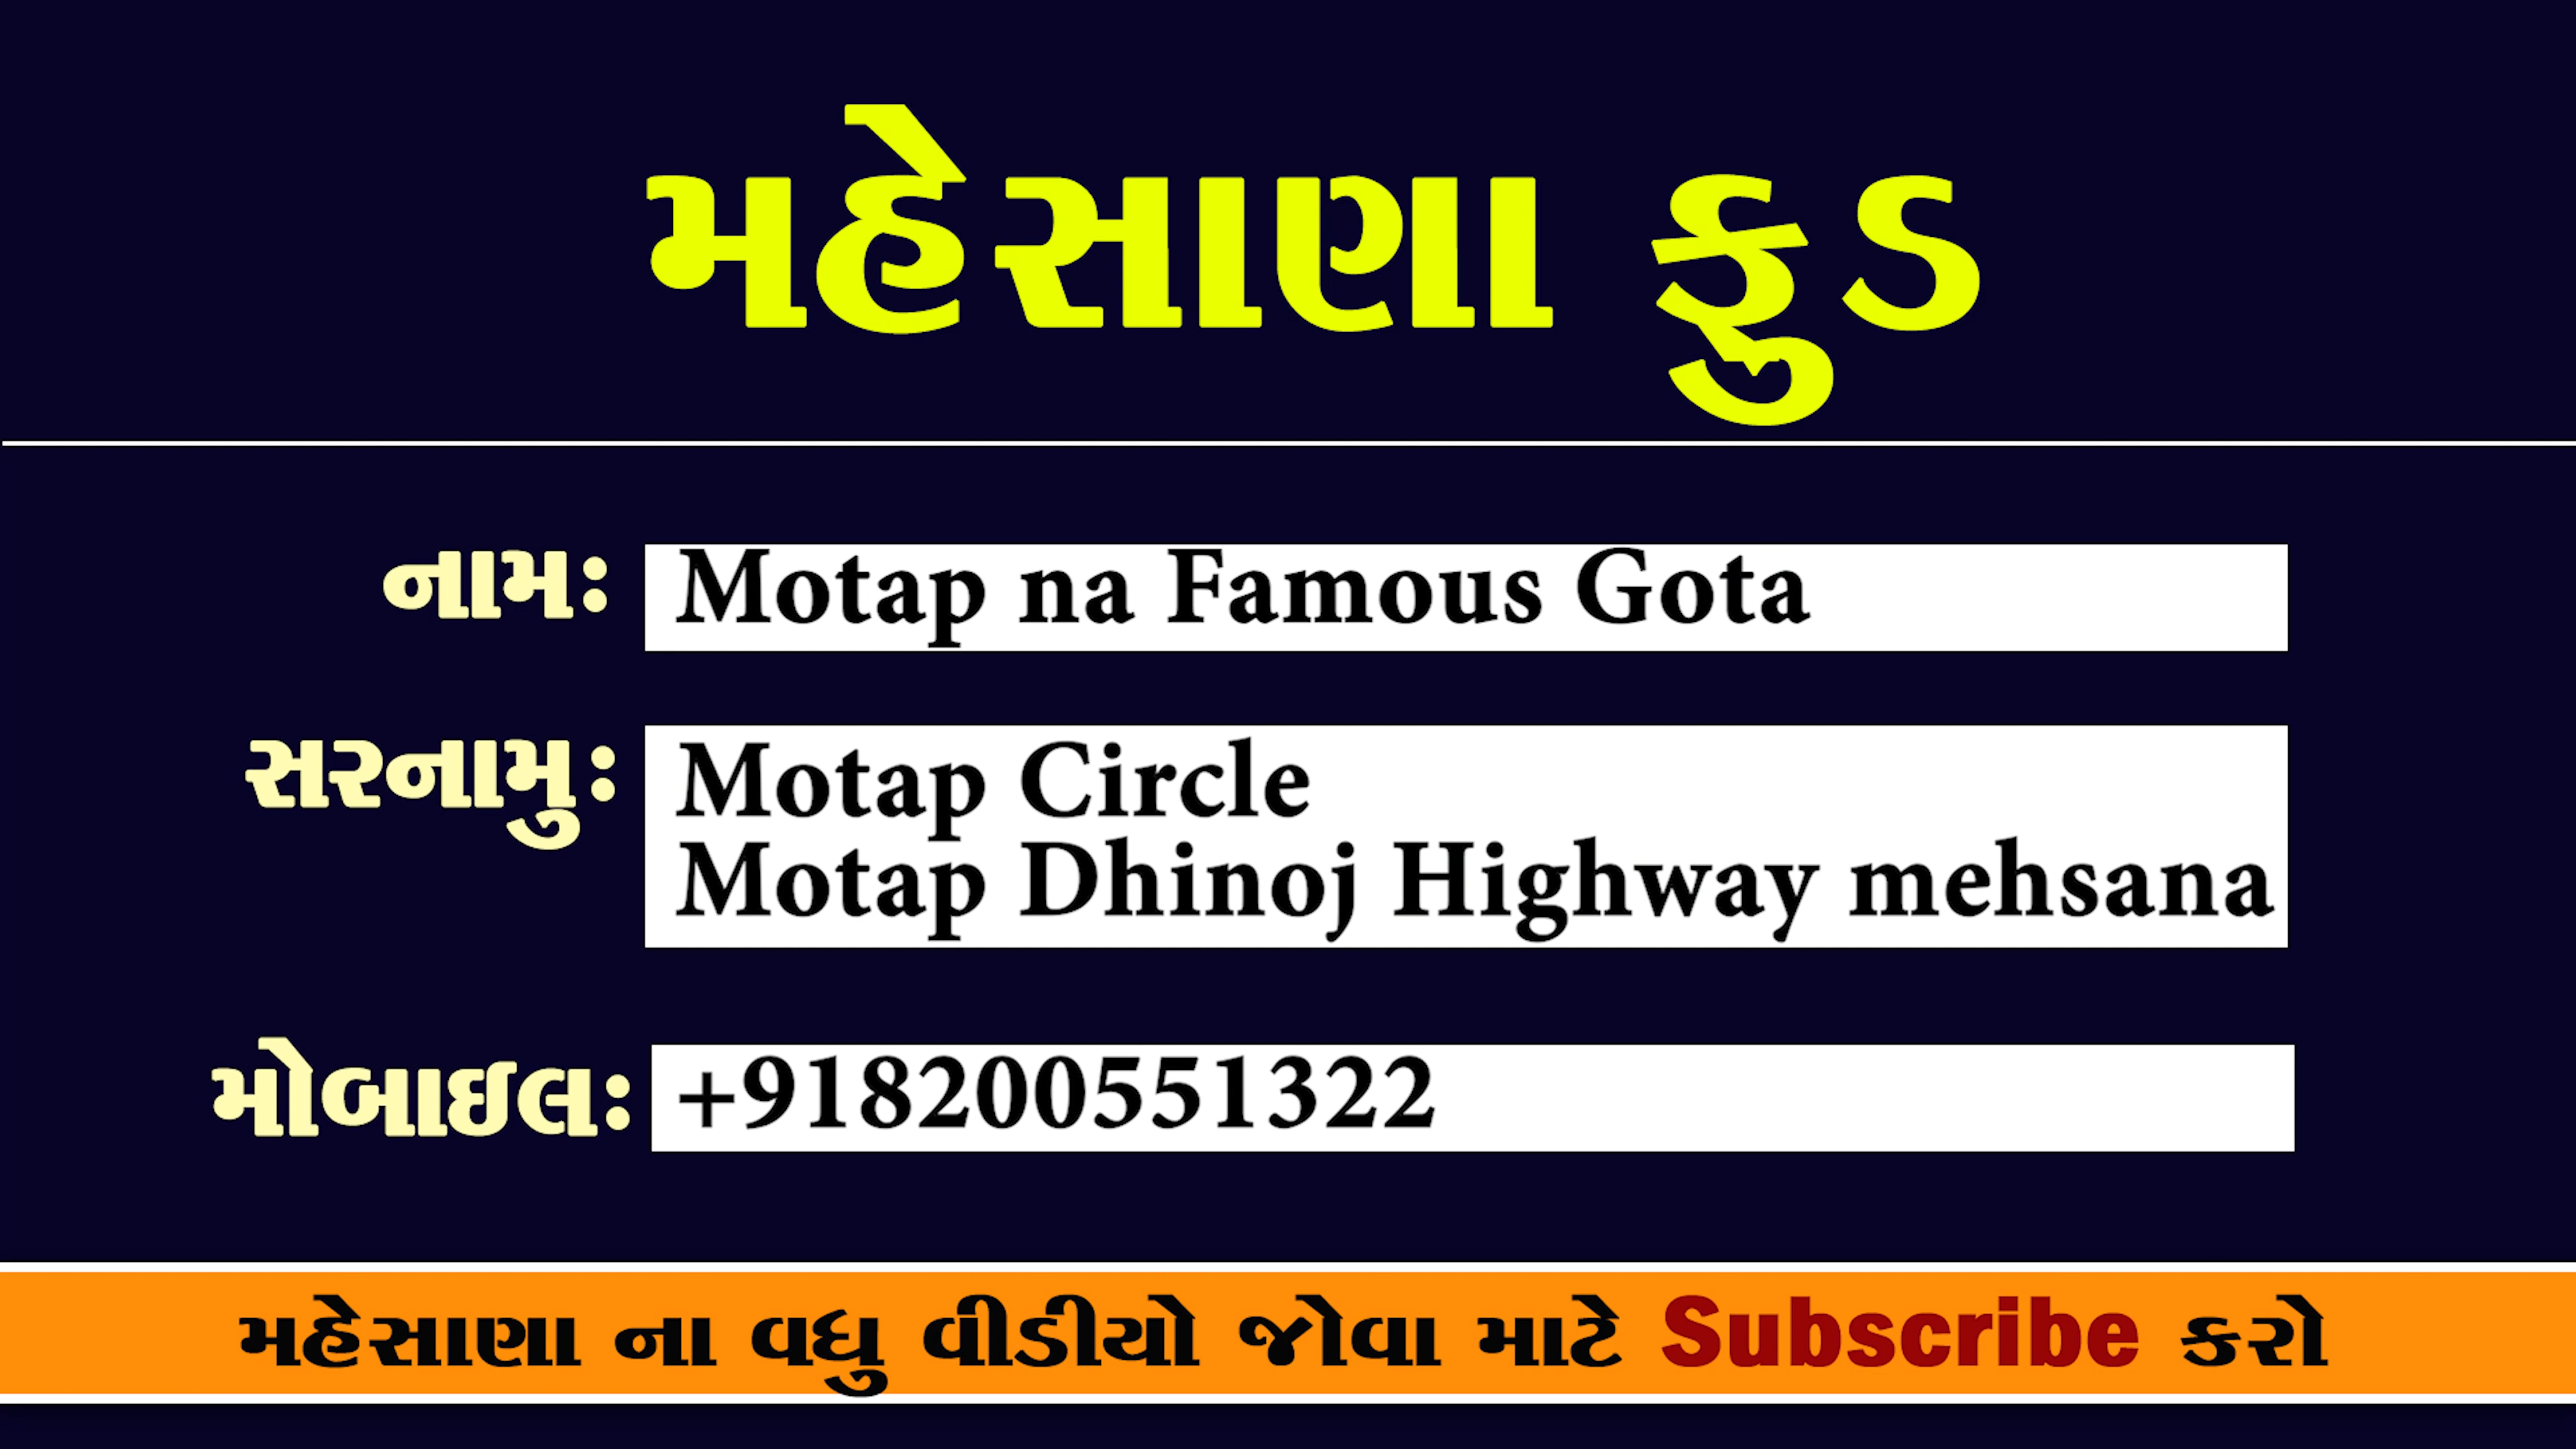 મહેસાણા ફુડ
નામઃ Motap na Famous Gota
સરનામુઃ Motap Circle
Motap Dhinoj Highway mehsana
મોબાઇલઃ +918200551322
મહેસાણા ના વધુ વીડીયો જોવા માટે Subscribe કરો